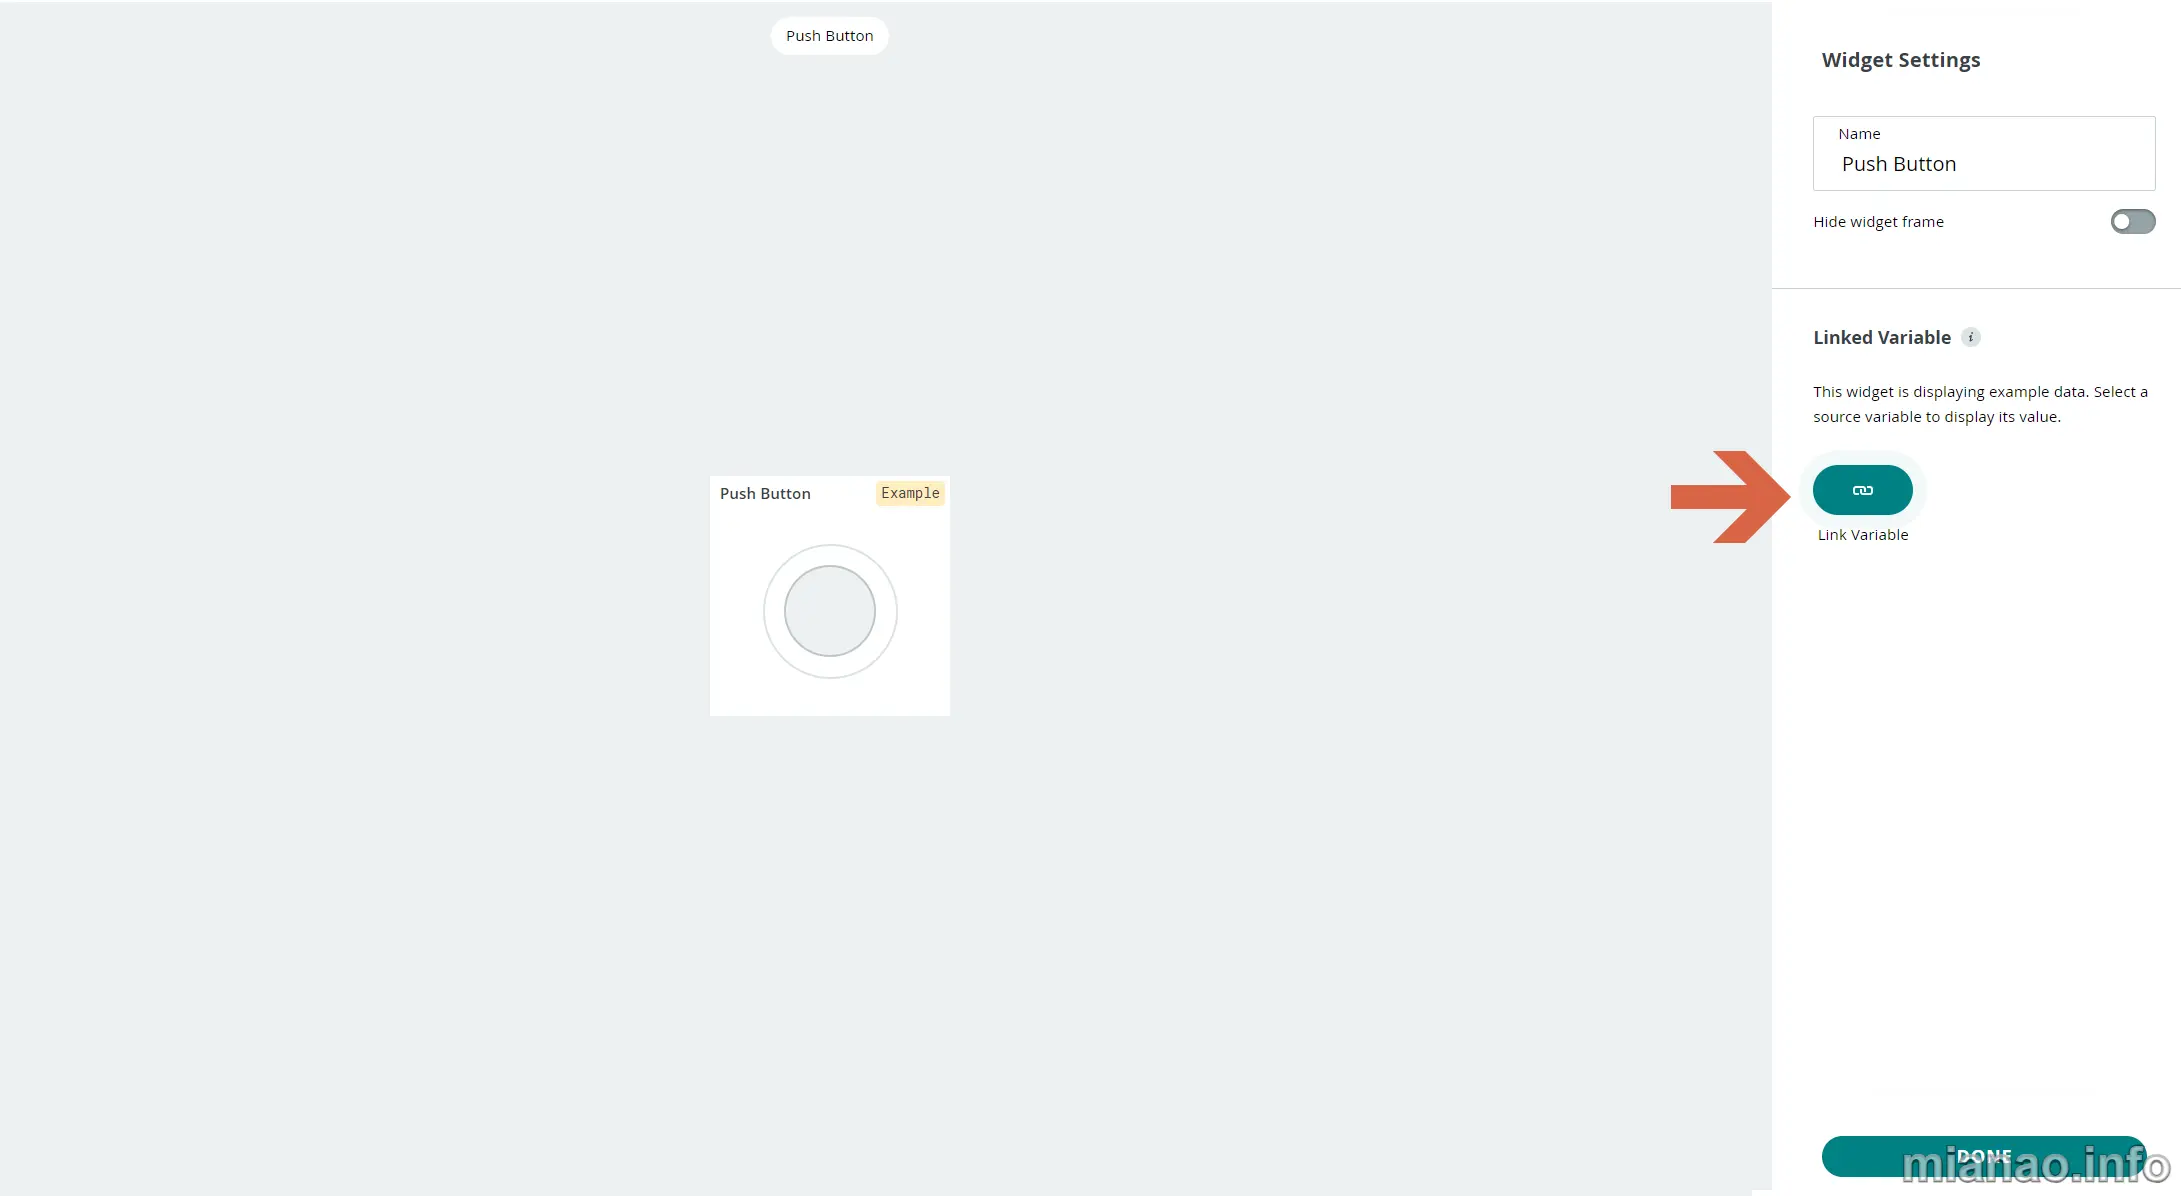 Push Button
Widget Settings
Name
Push Button
Hide widget frame
Linked Variable i
This widget is displaying example data. Select a
source variable to display its value.
Push Button Example
Link Variable
DONE
mianao.info